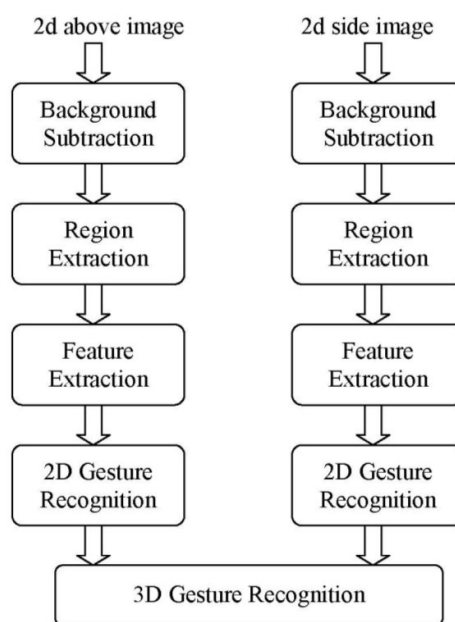 2d above image
Background
Subtraction
Region
Extraction
Feature
Extraction
2D Gesture
Recognition
2d side image
Background
Subtraction
Region
Extraction
Feature
Extraction
2D Gesture
Recognition
3D Gesture Recognition